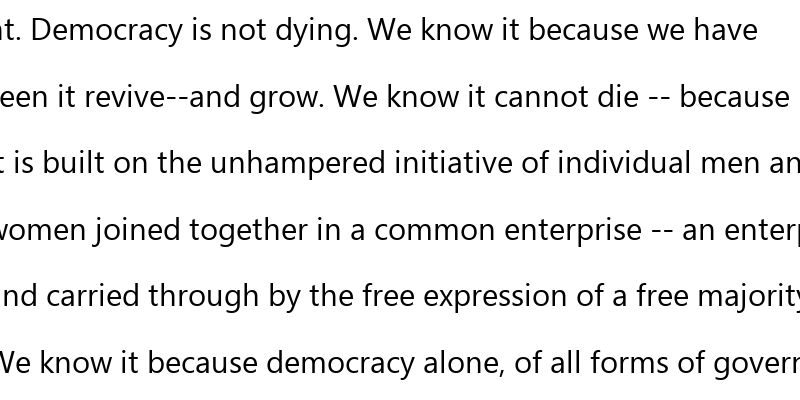 nt. Democracy is not dying. We know it because we have
een it revive--and grow. We know it cannot die -- because
t is built on the unhampered initiative of individual men an
women joined together in a common enterprise -- an enterp
nd carried through by the free expression of a free majority
We know it because democracy alone, of all forms of govern